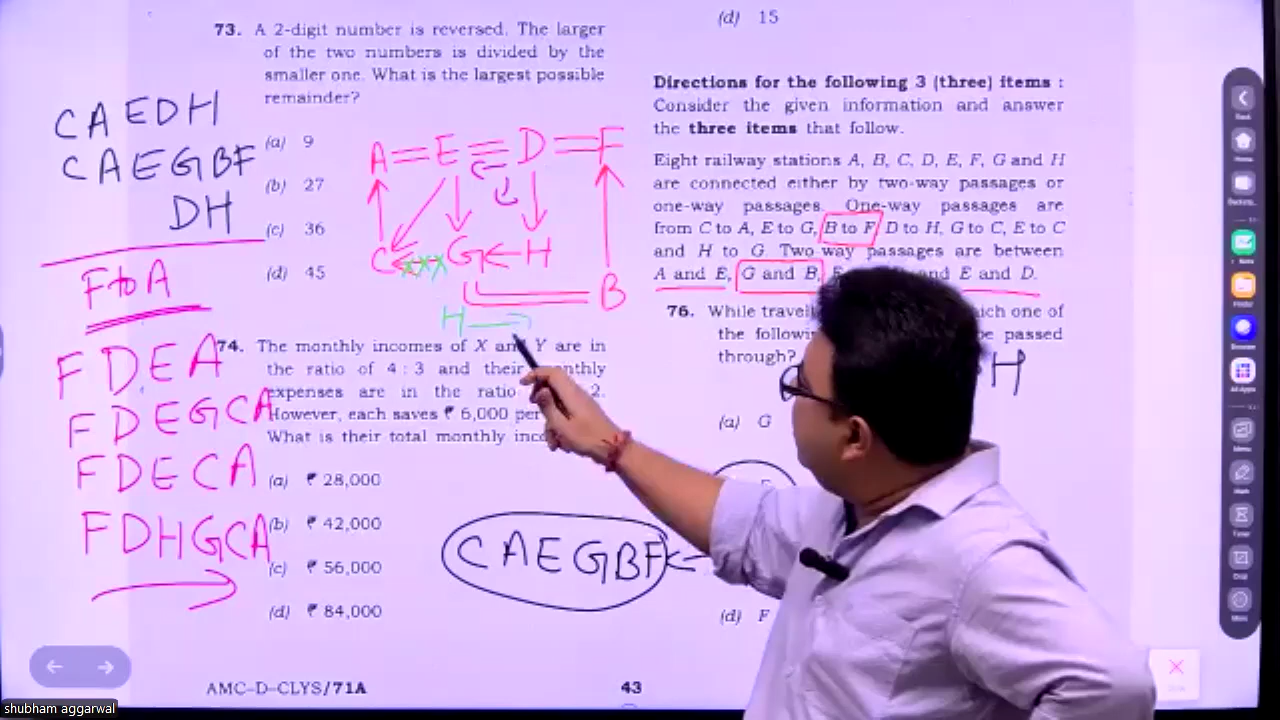 73. A 2-digit number is reversed. The larger
of the two numbers is divided by the
smaller one. What is the largest possible
remainder?
(a) 9
(b) 27
(c) 36
(d) 45
CAEDH
CAEGBF
DH
F to A
FDEA
FDEGCA
FDECA
FDHGCA
A E D F
C G H
B
H
74. The monthly incomes of X and Y are in
the ratio of 4 : 3 and their monthly
expenses are in the ratio 2.
However, each saves ₹ 6,000 per
What is their total monthly
(a) ₹ 28,000
(b) ₹ 42,000
(c) ₹ 56,000
(d) ₹ 84,000
CAEGBF
AMC-D-CLYS/71A
43
(d) 15
Directions for the following 3 (three) items :
Consider the given information and answer
the three items that follow.
Eight railway stations A, B, C, D, E, F, G and H
are connected either by two-way passages or
one-way passages. One-way passages are
from C to A, E to G, B to F, D to H, G to C, E to C
and H to G. Two-way passages are between
A and E, G and B, and E and D.
76. While which one of
the following be passed
through?
H
(a) G
(d) F
shubham aggarwal